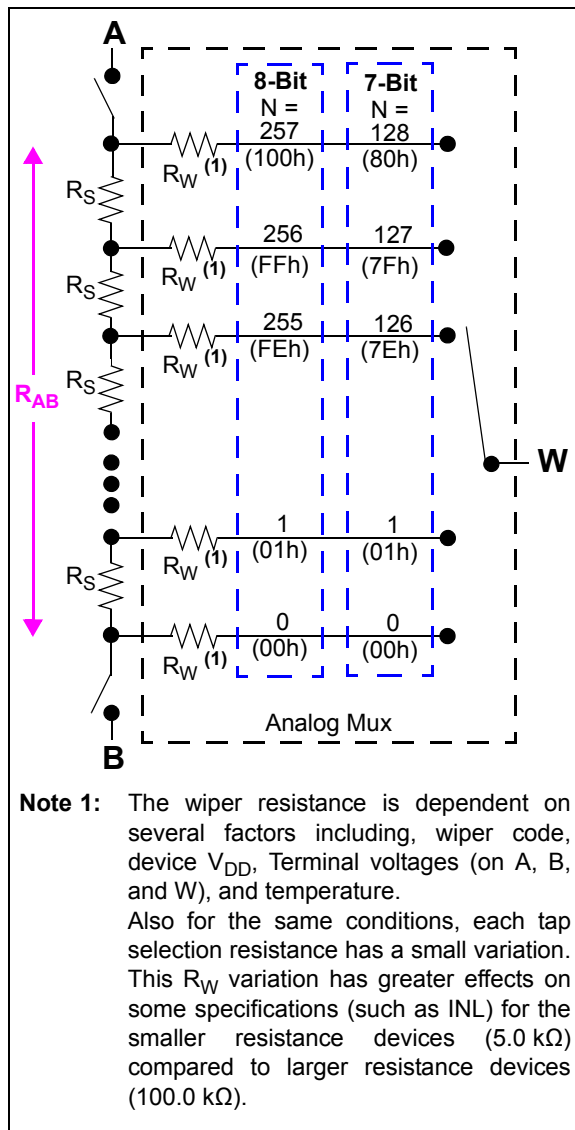 A
8-Bit
N =
7-Bit
N =
257
(100h)
128
(80h)
RW (1)
RS
256
(FFh)
127
(7Fh)
RW (1)
RS
255
(FEh)
126
(7Eh)
RW (1)
RS
RAB
W
1
(01h)
1
(01h)
RW (1)
RS
0
(00h)
0
(00h)
RW (1)
Analog Mux
B
Note 1: The wiper resistance is dependent on
several factors including, wiper code,
device VDD, Terminal voltages (on A, B,
and W), and temperature.
Also for the same conditions, each tap
selection resistance has a small variation.
This RW variation has greater effects on
some specifications (such as INL) for the
smaller resistance devices (5.0 kΩ)
compared to larger resistance devices
(100.0 kΩ).